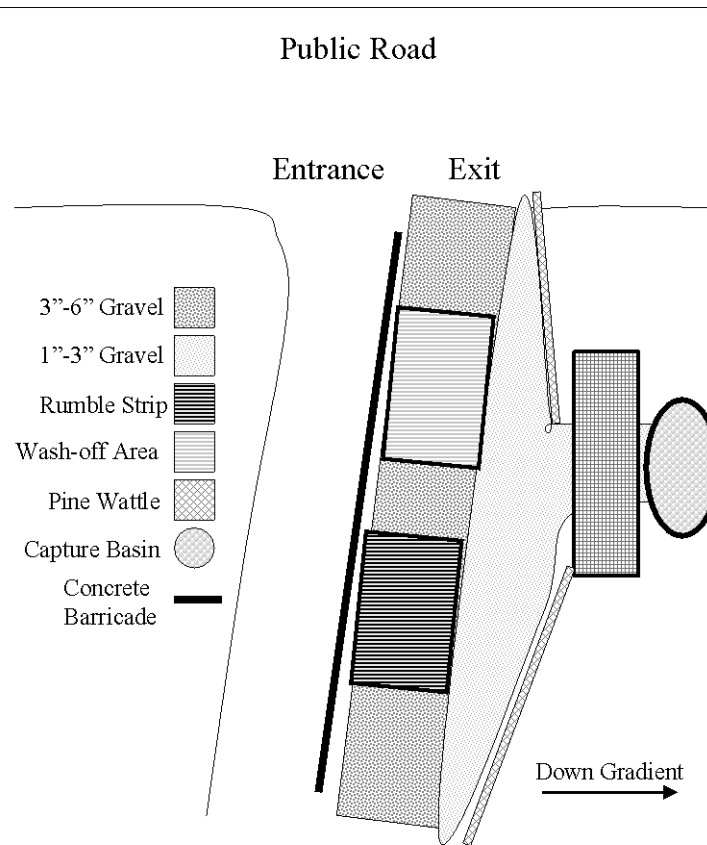 Public Road
Entrance
Exit
3”-6” Gravel
1”-3” Gravel
Rumble Strip
Wash-off Area
Pine Wattle
Capture Basin
Concrete
Barricade
Down Gradient